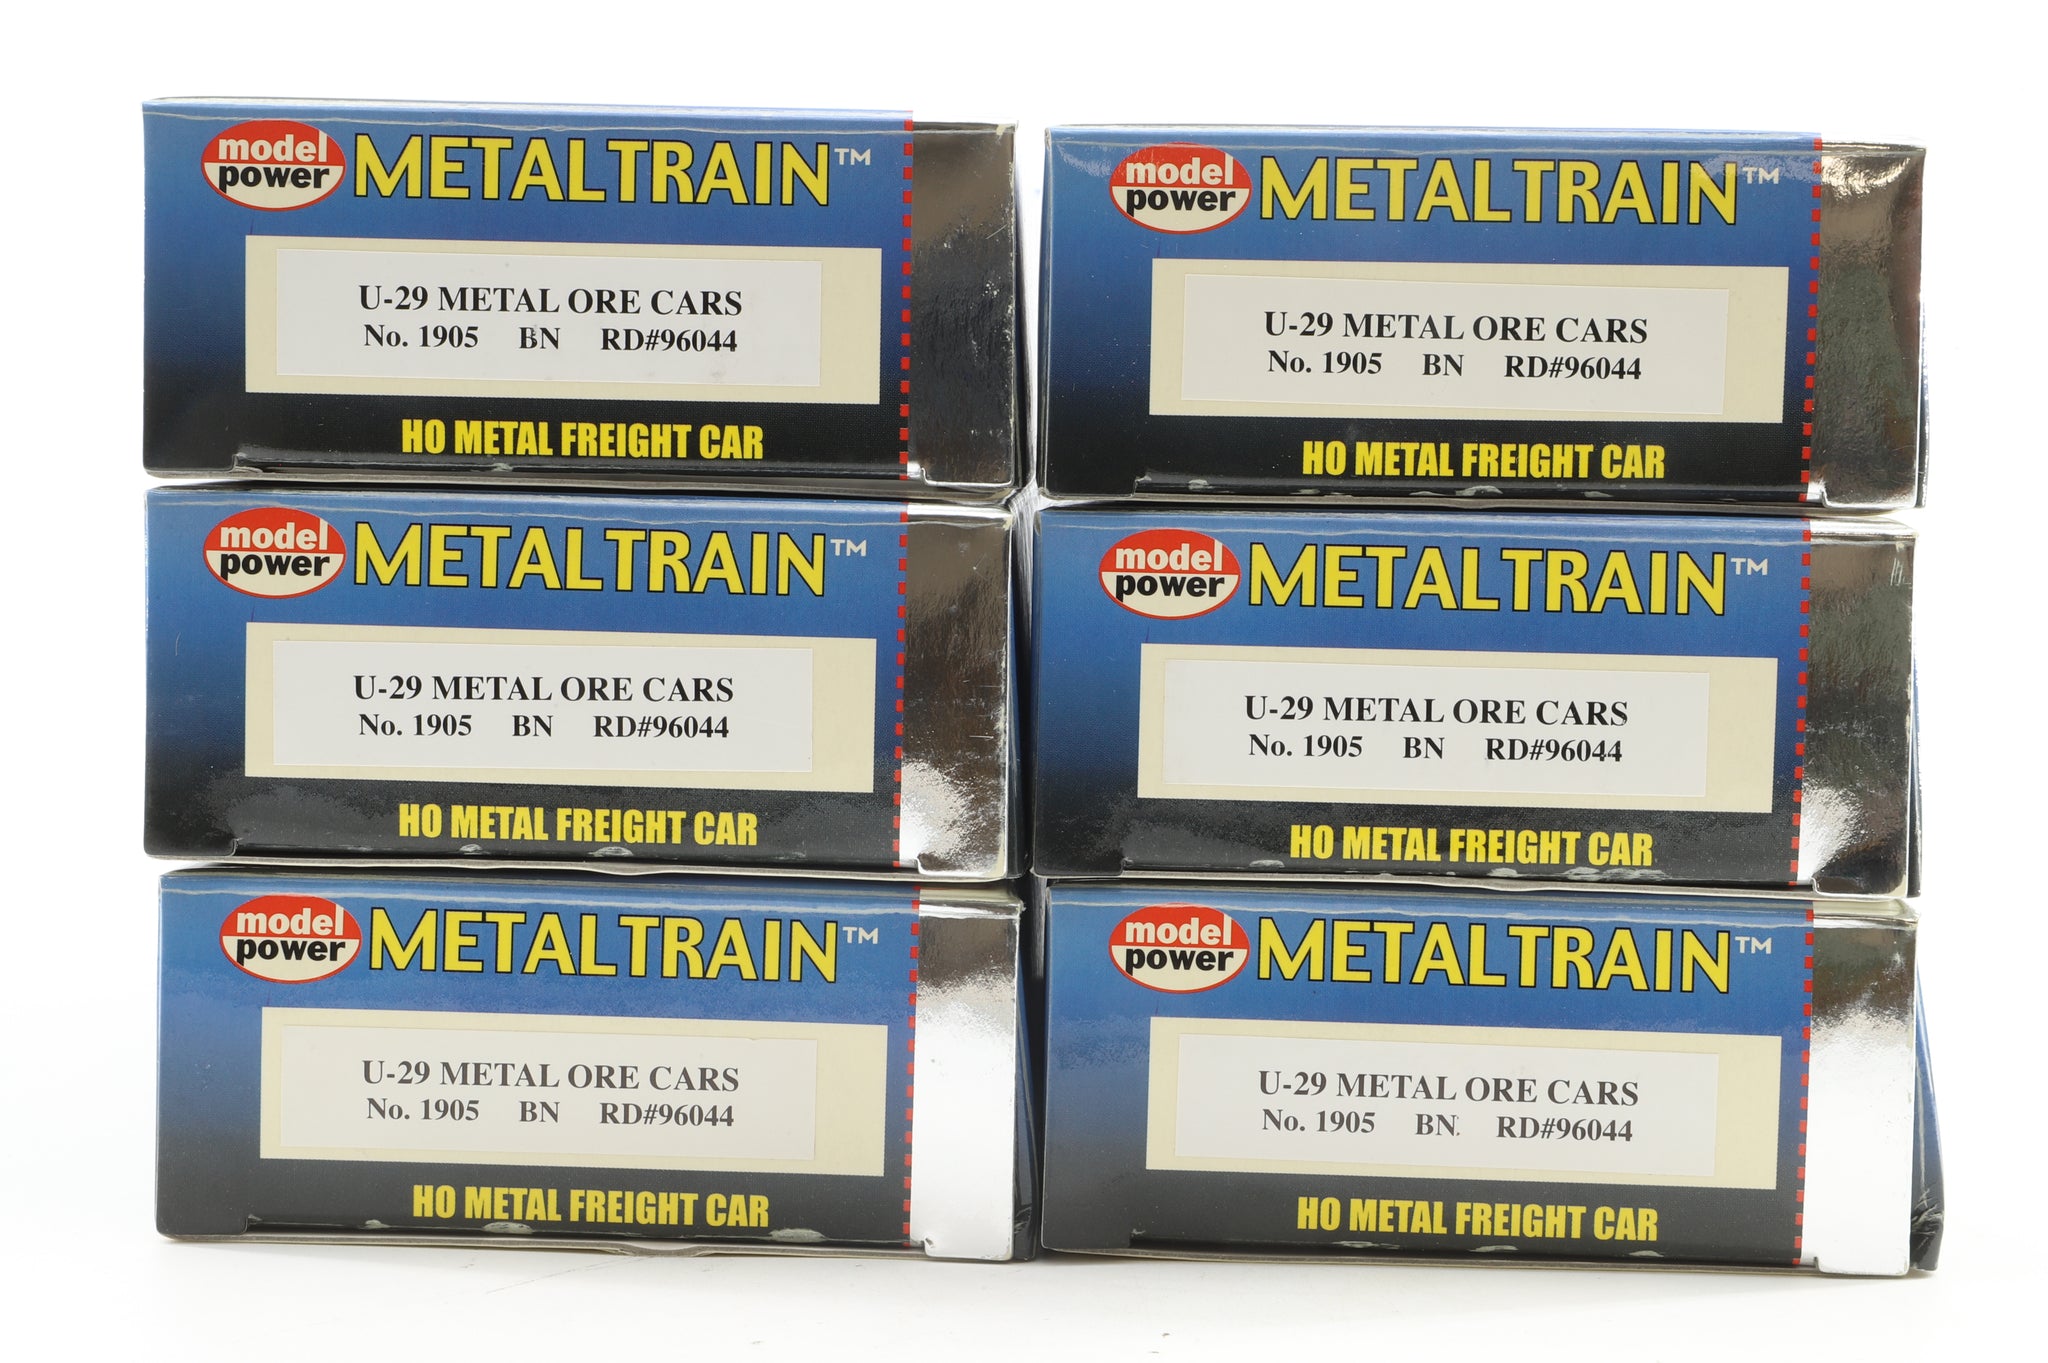 model
power
METALTRAIN™
U-29 METAL ORE CARS
No. 1905 BN RD#96044
HO METAL FREIGHT CAR
model
power
METALTRAIN™
U-29 METAL ORE CARS
No. 1905 BN RD#96044
HO METAL FREIGHT CAR
model
power
METALTRAIN™
U-29 METAL ORE CARS
No. 1905 BN RD#96044
HO METAL FREIGHT CAR
model
power
METALTRAIN™
U-29 METAL ORE CARS
No. 1905 BN RD#96044
HO METAL FREIGHT CAR
model
power
METALTRAIN™
U-29 METAL ORE CARS
No. 1905 BN RD#96044
HO METAL FREIGHT CAR
model
power
METALTRAIN™
U-29 METAL ORE CARS
No. 1905 BN RD#96044
HO METAL FREIGHT CAR